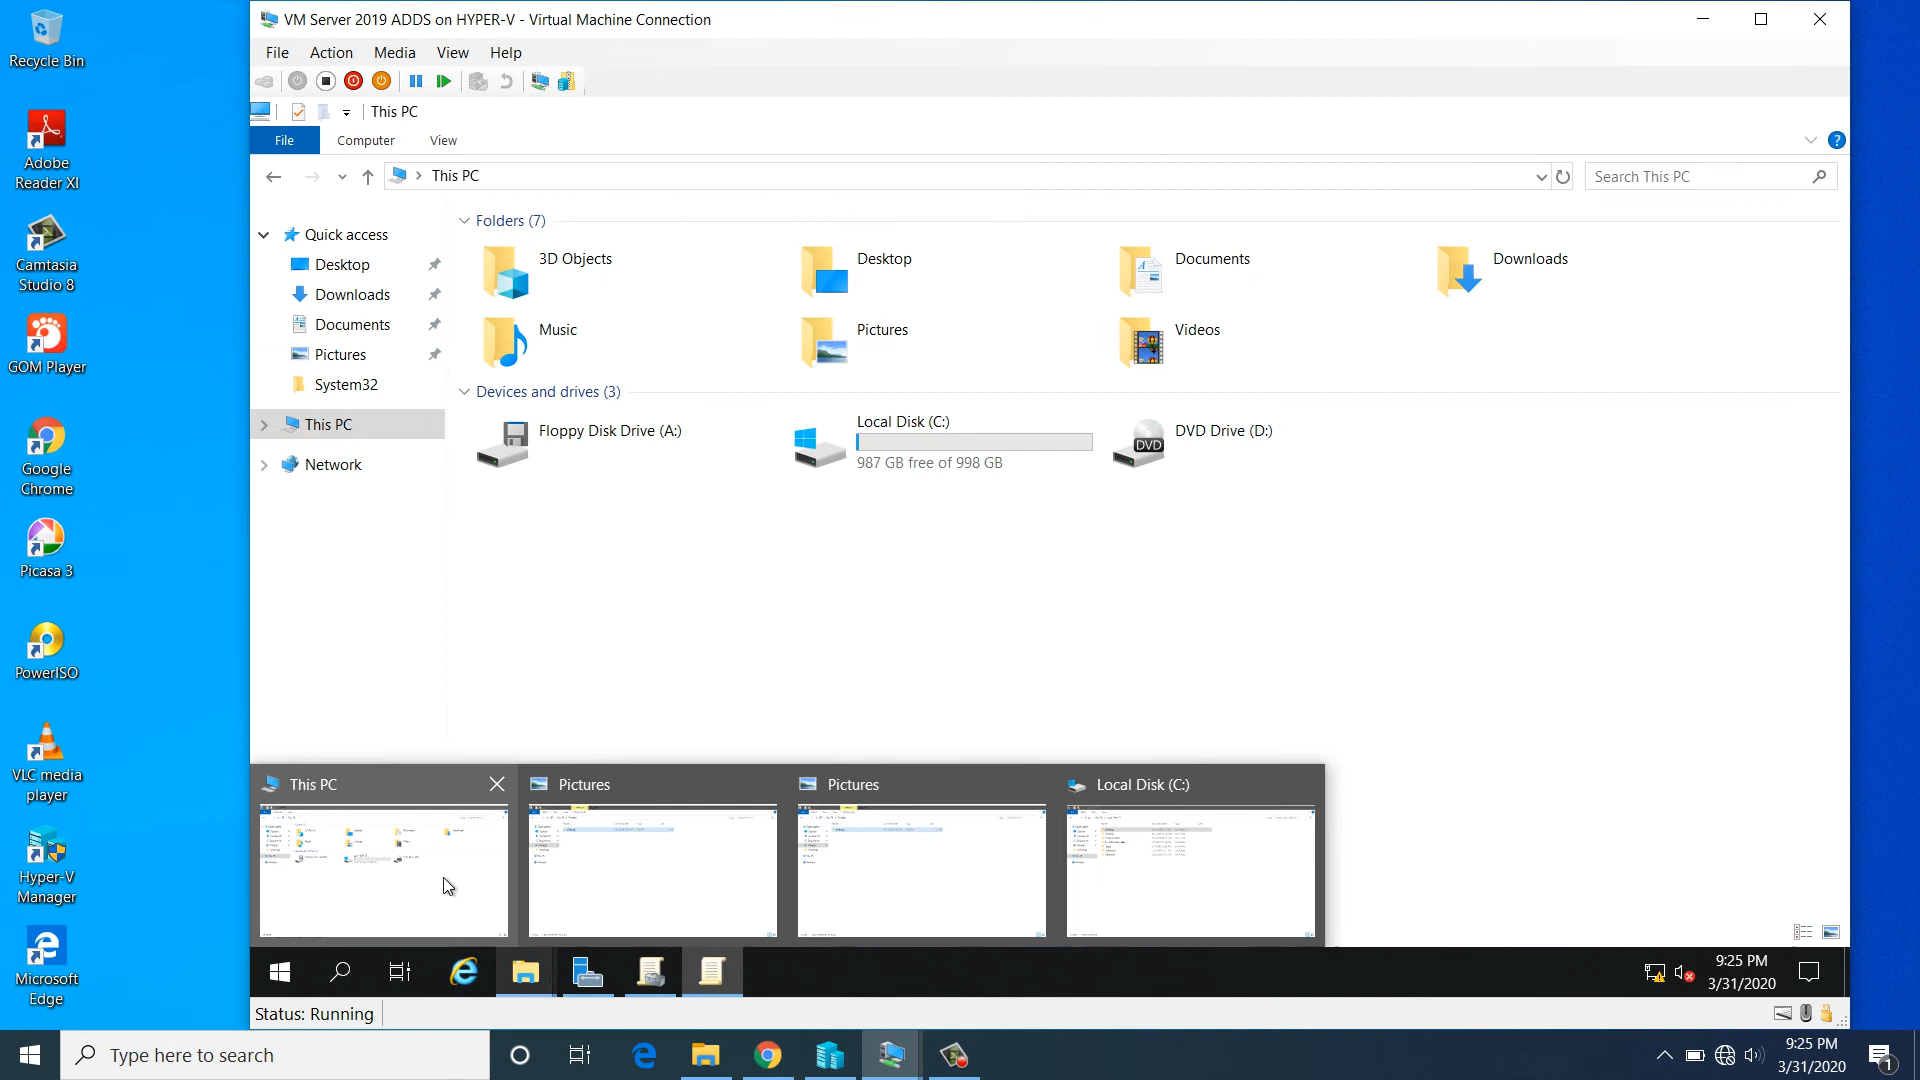 Recycle Bin
Adobe
Reader XI
Camtasia
Studio 8
GOM Player
Google
Chrome
Picasa 3
PowerISO
VLC media
player
Hyper-V
Manager
Microsoft
Edge
VM Server 2019 ADDS on HYPER-V - Virtual Machine Connection
File Action Media View Help
This PC
File Computer View
This PC
Search This PC
Quick access
Desktop
Downloads
Documents
Pictures
System32
This PC
Network
Folders (7)
3D Objects
Desktop
Documents
Downloads
Music
Pictures
Videos
Devices and drives (3)
Floppy Disk Drive (A:)
Local Disk (C:)
987 GB free of 998 GB
DVD
DVD Drive (D:)
This PC
Pictures
Pictures
Local Disk (C:)
9:25 PM
3/31/2020
Status: Running
Type here to search
9:25 PM
3/31/2020
1